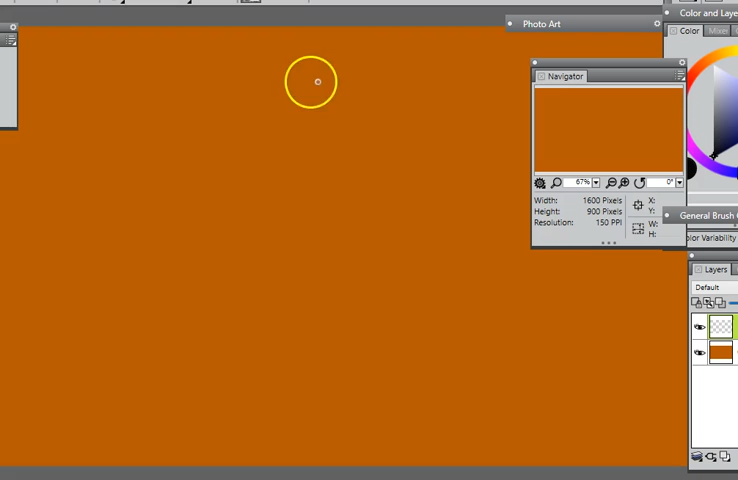 Photo Art
Color and Laye
Color
Mixer
Navigator
67%
0°
Width: 1600 Pixels
Height: 900 Pixels
Resolution: 150 PPI
X:
Y:
W:
H:
General Brush
olor Variability
Layers
Default